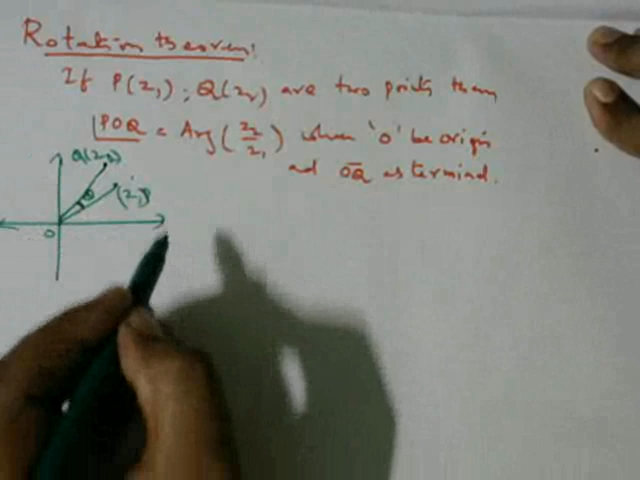 Rotation theorem:
If P(z₁); Q(z₂) are two points then
∠POQ = Arg(z₂/z₁) where 'O' be origin
and OQ as terminal.
Q(z₂)
θ
(z₁)P
O